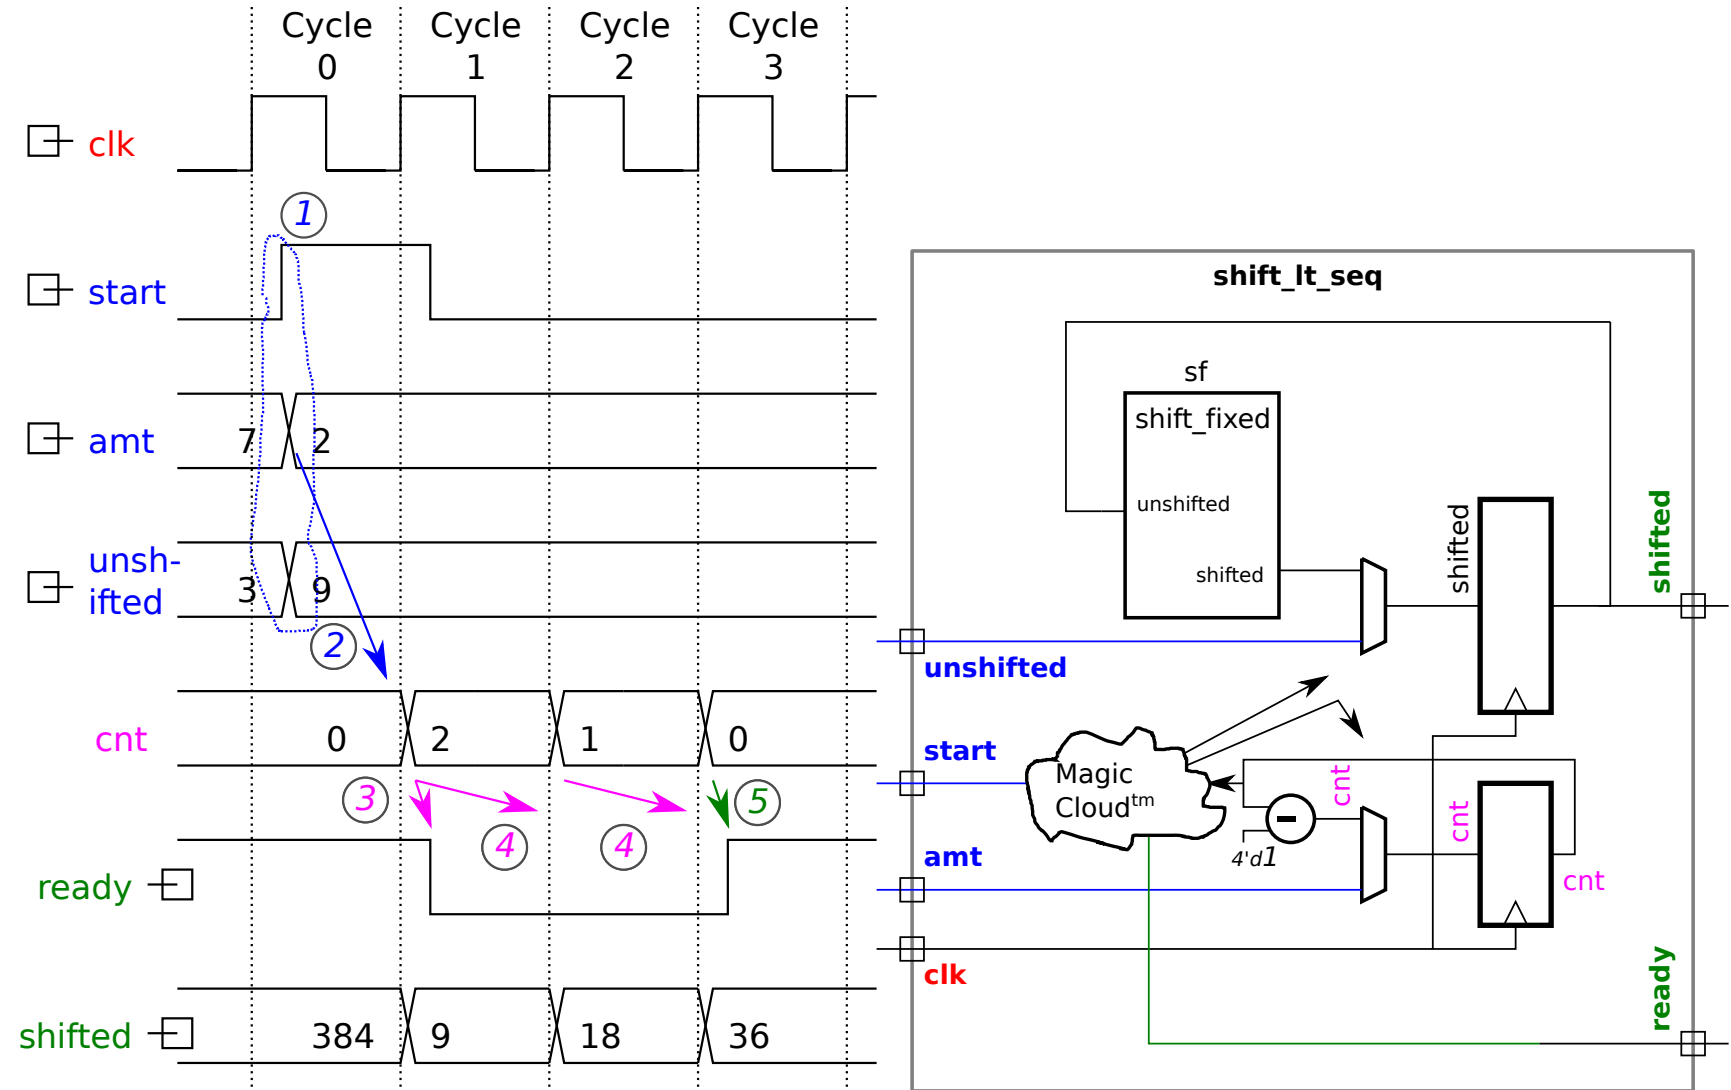 Cycle Cycle Cycle Cycle
0 1 2 3
clk
1
start
amt
7 2
unsh-
ifted
3 9
2
cnt
0 2 1 0
3 4 4 5
ready
shifted
384 9 18 36
shift_lt_seq
sf
shift_fixed
unshifted
shifted
shifted
shifted
unshifted
start
Magic
Cloudtm
cnt
cnt
4'd1
amt
cnt
clk
ready